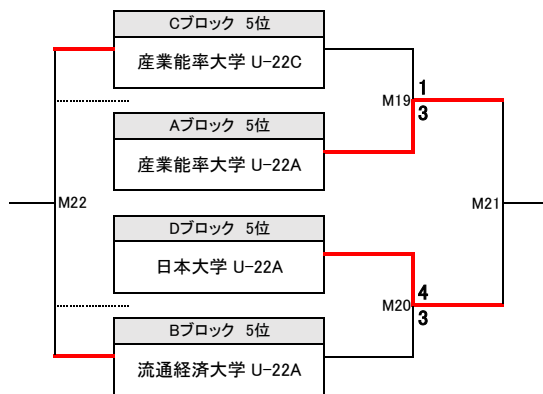 Cブロック 5位
産業能率大学 U-22C
1
M19
3
Aブロック 5位
産業能率大学 U-22A
M22
M21
Dブロック 5位
日本大学 U-22A
4
M20
3
Bブロック 5位
流通経済大学 U-22A